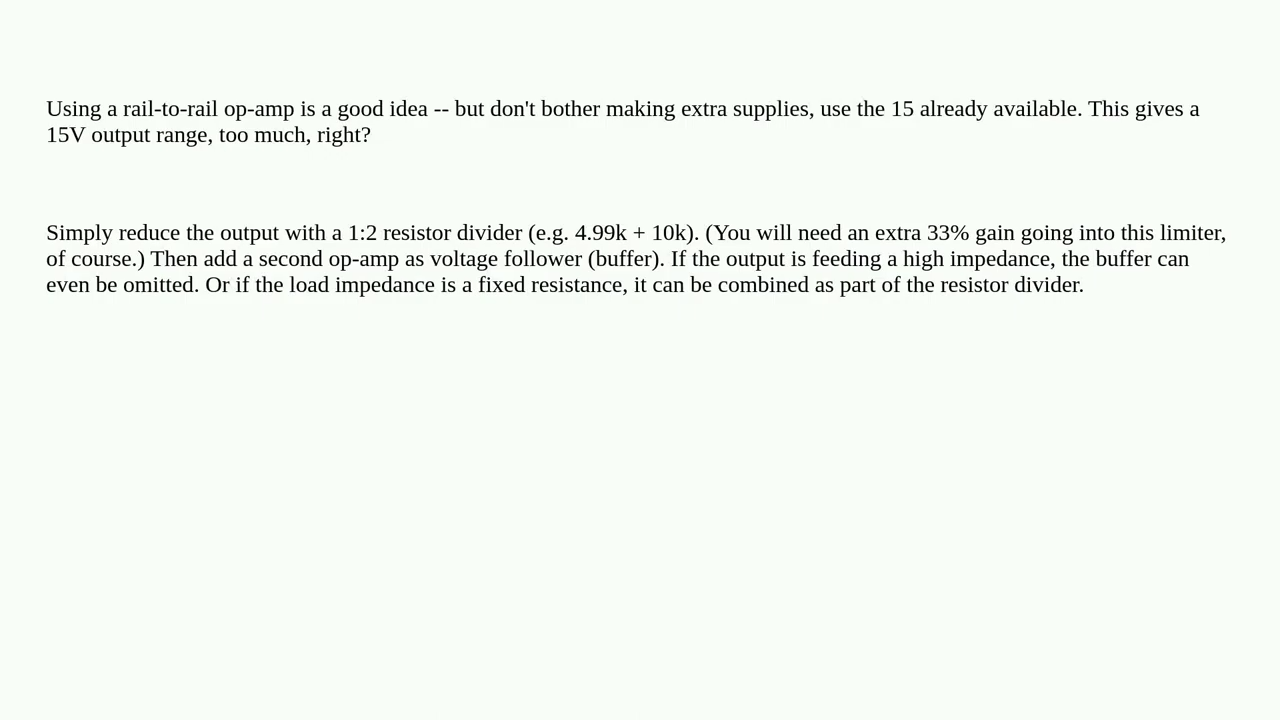 Using a rail-to-rail op-amp is a good idea -- but don't bother making extra supplies, use the 15 already available. This gives a
15V output range, too much, right?
Simply reduce the output with a 1:2 resistor divider (e.g. 4.99k + 10k). (You will need an extra 33% gain going into this limiter,
of course.) Then add a second op-amp as voltage follower (buffer). If the output is feeding a high impedance, the buffer can
even be omitted. Or if the load impedance is a fixed resistance, it can be combined as part of the resistor divider.